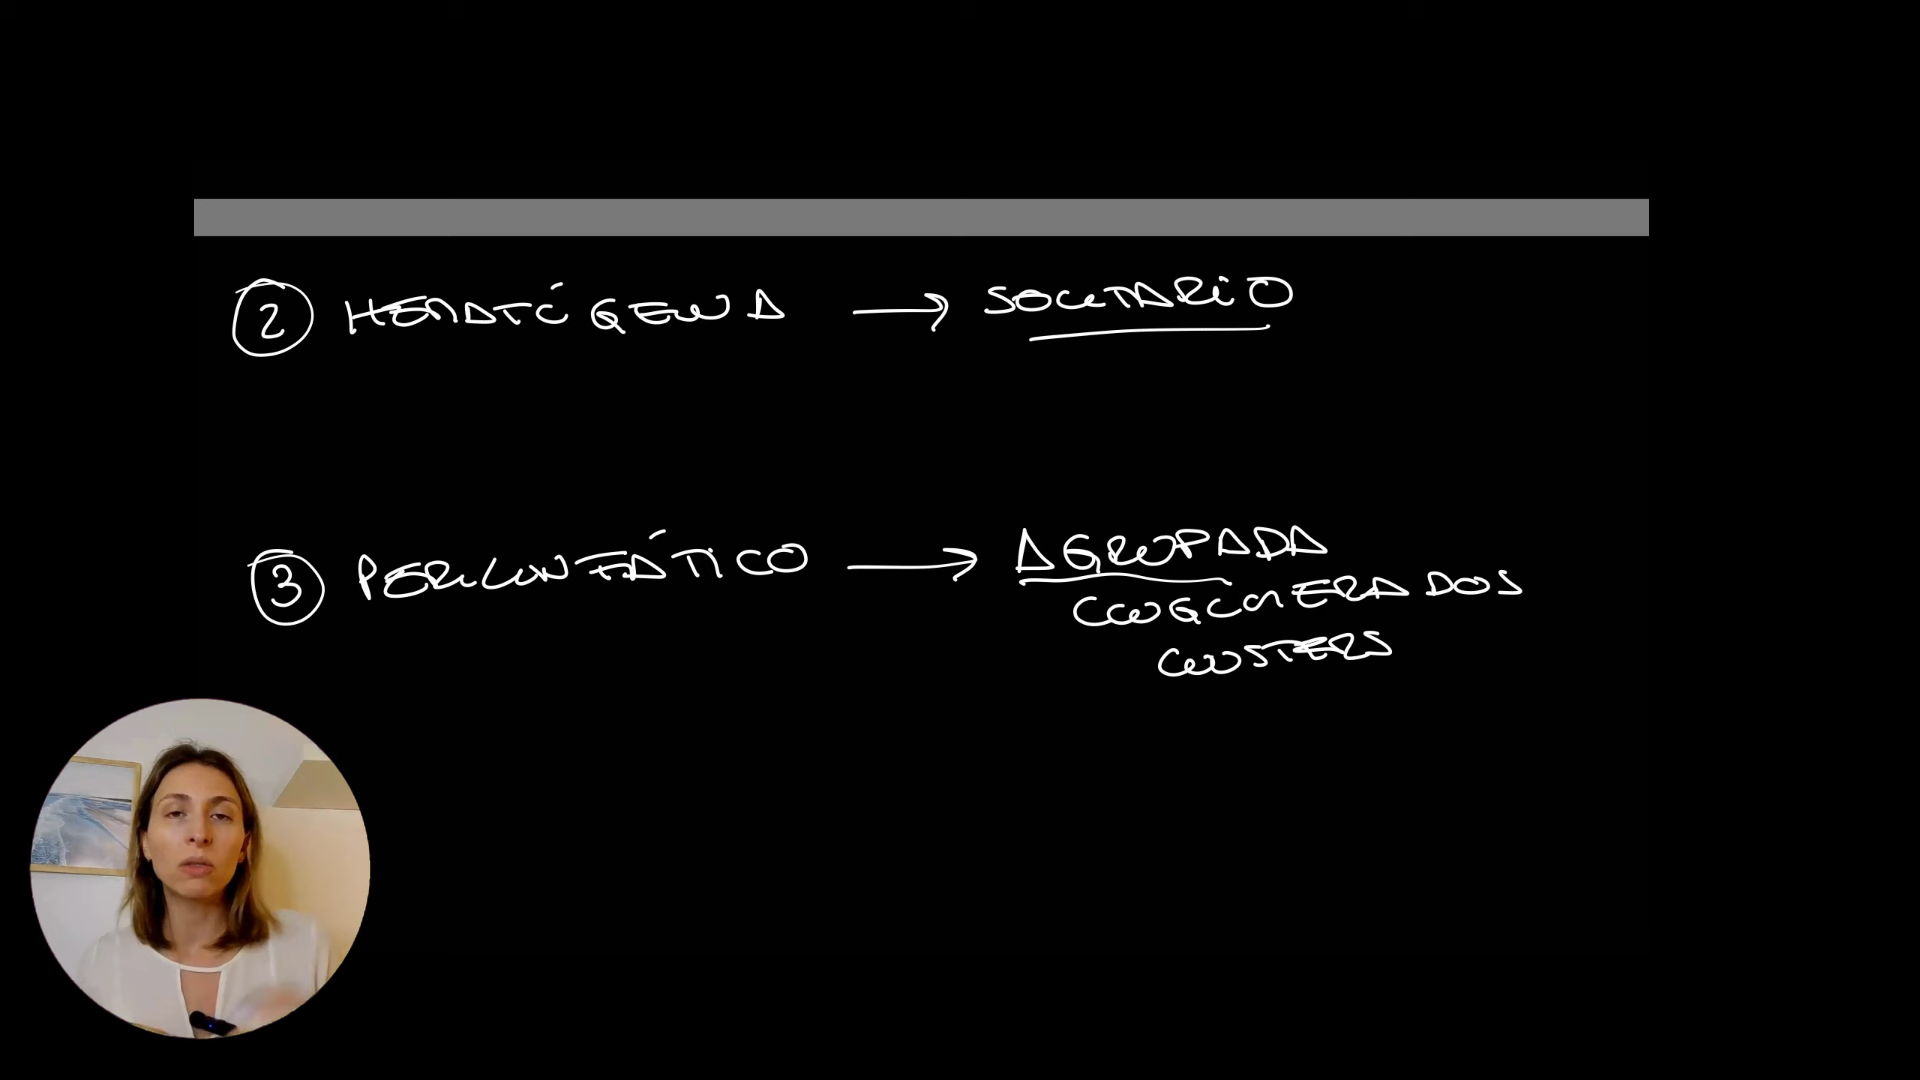 2 HEMATÓGENA → SOLITÁRIO
3 PERILINFÁTICO → AGRUPADA
CONGLOMERADOS
CLUSTERS